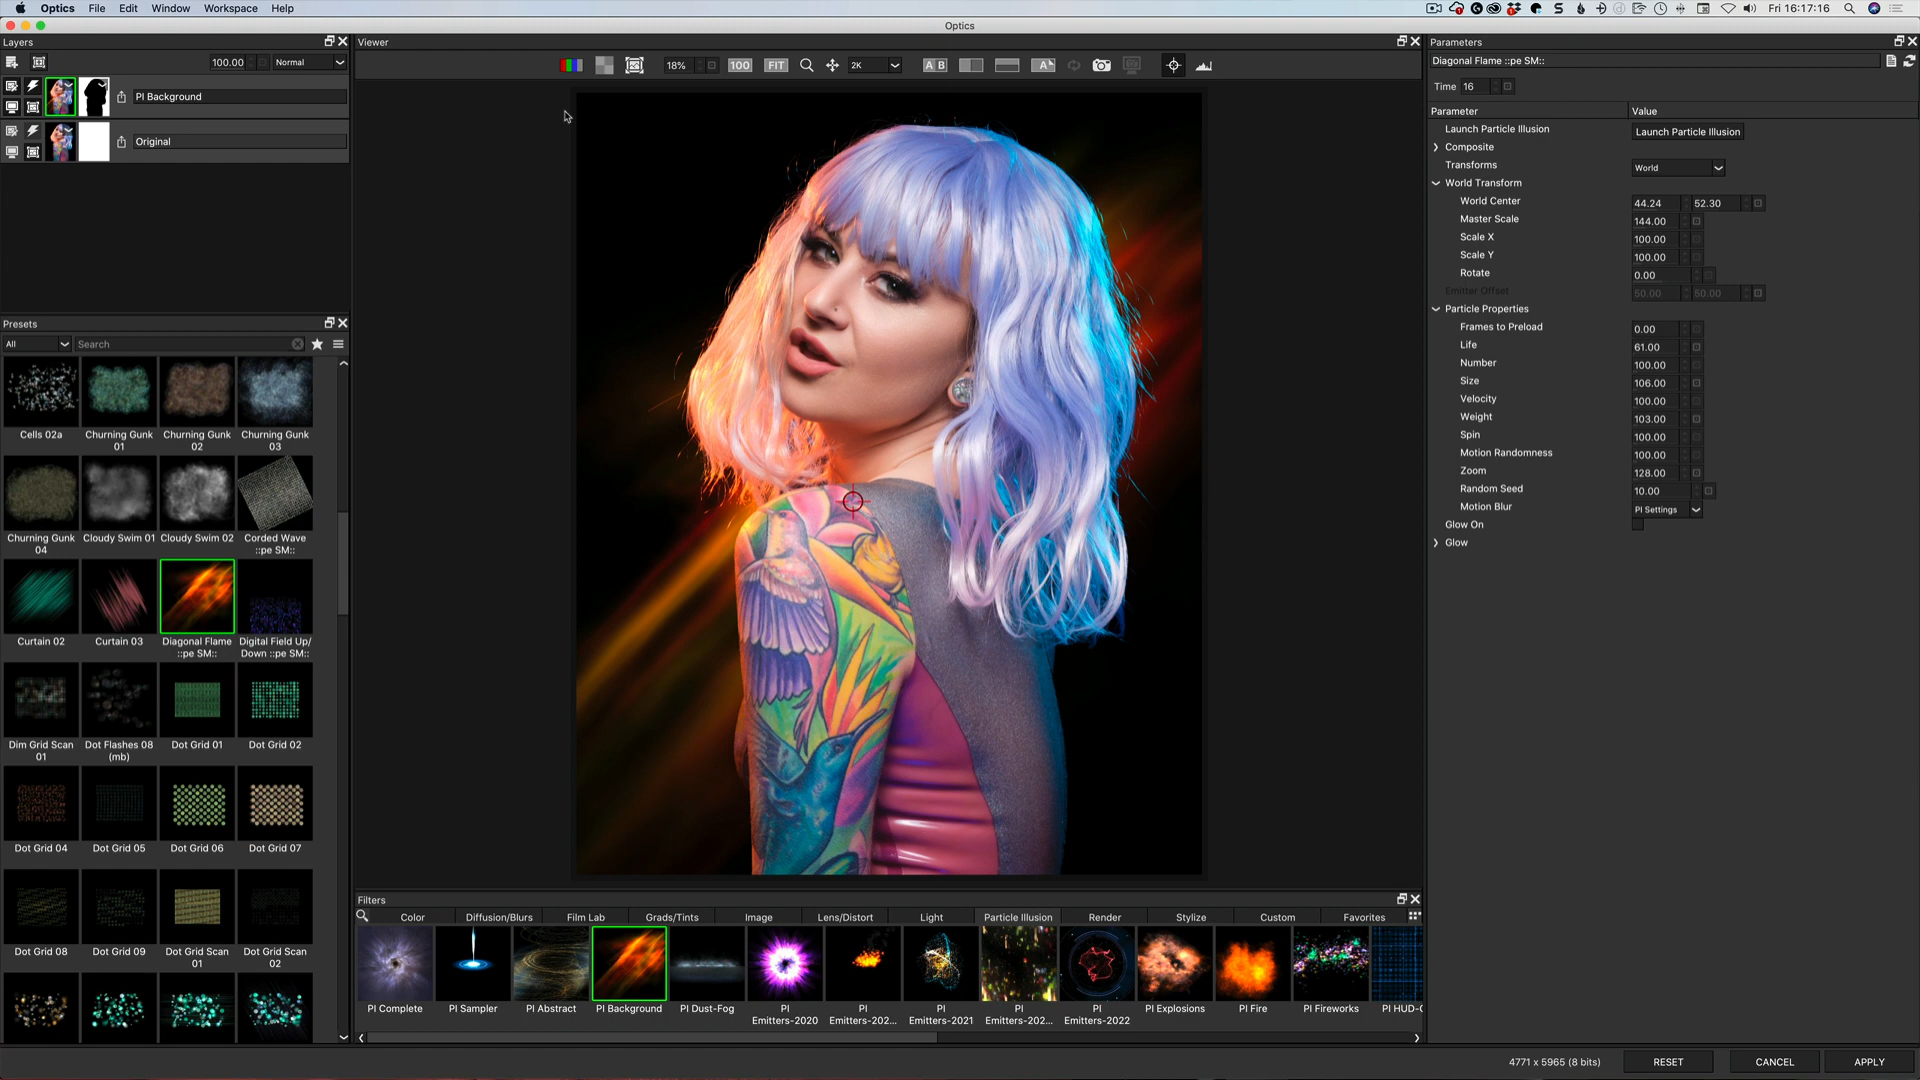 Optics File Edit Window Workspace Help
Fri 16:17:16
Optics
Layers
100.00 Normal
PI Background
Original
Presets
All Search
Cells 02a Churning Gunk 01 Churning Gunk 02 Churning Gunk 03
Churning Gunk 04 Cloudy Swim 01 Cloudy Swim 02 Corded Wave ::pe SM::
Curtain 02 Curtain 03 Diagonal Flame ::pe SM:: Digital Field Up/ Down ::pe SM::
Dim Grid Scan 01 Dot Flashes 08 (mb) Dot Grid 01 Dot Grid 02
Dot Grid 04 Dot Grid 05 Dot Grid 06 Dot Grid 07
Dot Grid 08 Dot Grid 09 Dot Grid Scan 01 Dot Grid Scan 02
Viewer
18% 100 FIT 2K A B A
Filters
Color Diffusion/Blurs Film Lab Grads/Tints Image Lens/Distort Light Particle Illusion Render Stylize Custom Favorites
PI Complete PI Sampler PI Abstract PI Background PI Dust-Fog PI Emitters-2020 PI Emitters-202... PI Emitters-2021 PI Emitters-202... PI Emitters-2022 PI Explosions PI Fire PI Fireworks PI HUD-C
Parameters
Diagonal Flame ::pe SM::
Time 16
Parameter Value
Launch Particle Illusion Launch Particle Illusion
Composite
Transforms World
World Transform
World Center 44.24 52.30
Master Scale 144.00
Scale X 100.00
Scale Y 100.00
Rotate 0.00
Emitter Offset 50.00 50.00
Particle Properties
Frames to Preload 0.00
Life 61.00
Number 100.00
Size 106.00
Velocity 100.00
Weight 103.00
Spin 100.00
Motion Randomness 100.00
Zoom 128.00
Random Seed 10.00
Motion Blur PI Settings
Glow On
Glow
4771 x 5965 (8 bits) RESET CANCEL APPLY